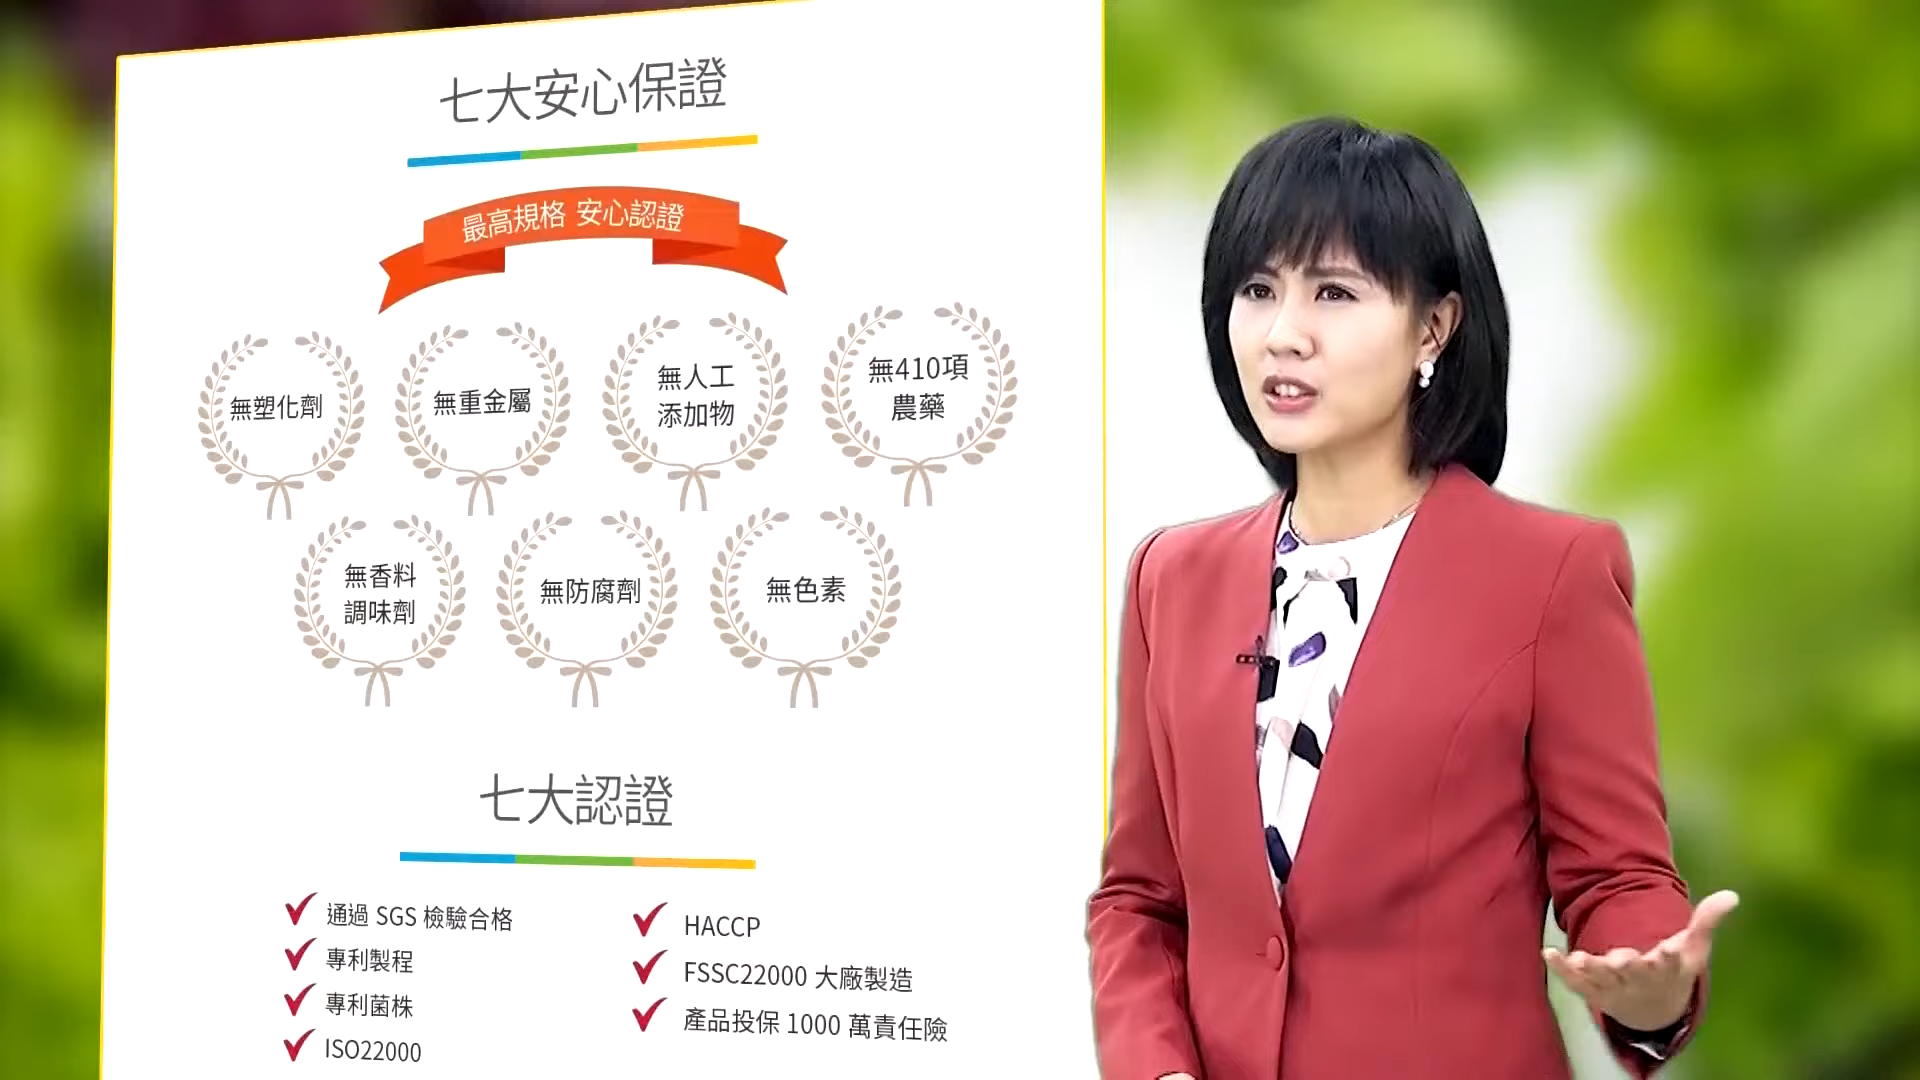 七大安心保證
最高規格 安心認證
無塑化劑
無重金屬
無人工
添加物
無410項
農藥
無香料
調味劑
無防腐劑
無色素
七大認證
通過 SGS 檢驗合格
專利製程
專利菌株
ISO22000
HACCP
FSSC22000 大廠製造
產品投保 1000 萬責任險